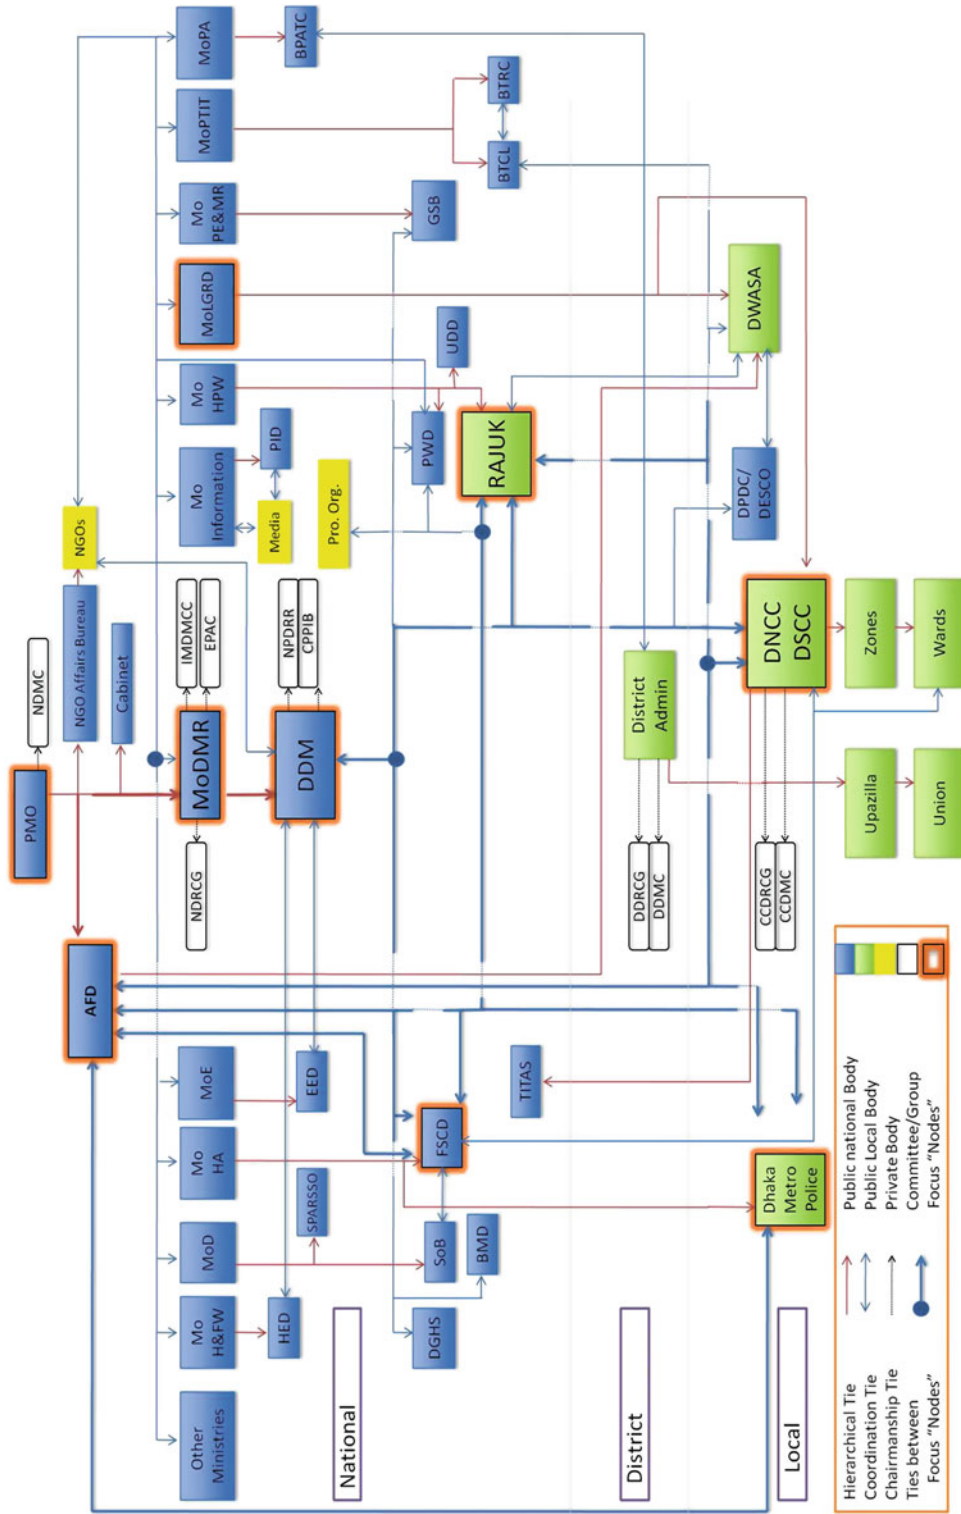 PMO
NDMC
AFD
NGO Affairs Bureau
NGOs
Cabinet
Other
Ministries
Mo
H&FW
MoD
Mo
HA
MoE
NDRCG
MoDMR
IMDMCC
EPAC
Mo
Information
Mo
HPW
MoLGRD
Mo
PE&MR
MoPTIT
MoPA
HED
SPARSSO
EED
DDM
NPDRR
CPPIB
Media
PID
BPATC
National
Pro. Org.
DGHS
SoB
FSCD
PWD
UDD
GSB
BMD
RAJUK
BTCL
BTRC
TITAS
District
DDRCG
DDMC
District
Admin
DPDC/
DESCO
DWASA
Local
Dhaka
Metro
Police
CCDRCG
CCDMC
DNCC
DSCC
Upazilla
Zones
Union
Wards
Hierarchical Tie
Coordination Tie
Chairmanship Tie
Ties between
Focus "Nodes"
Public national Body
Public Local Body
Private Body
Committee/Group
Focus "Nodes"